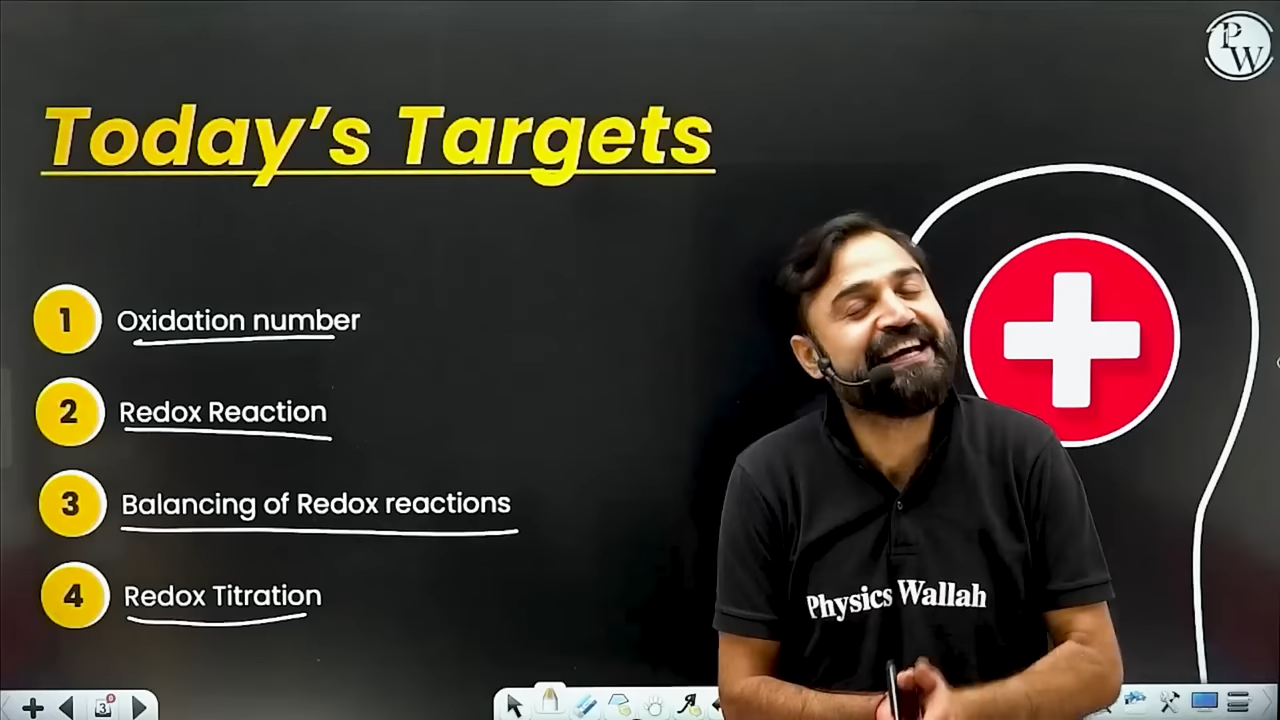 PW
Today's Targets
1 Oxidation number
2 Redox Reaction
3 Balancing of Redox reactions
4 Redox Titration
Physics Wallah
3